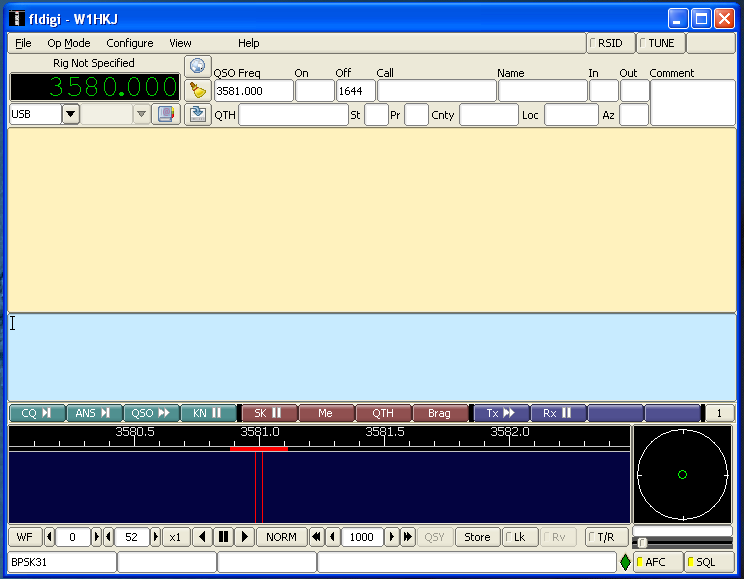 fldigi - W1HKJ
File Op Mode Configure View Help RSID TUNE
Rig Not Specified
3580.000
QSO Freq On Off Call Name In Out Comment
3581.000 1644
USB QTH St Pr Cnty Loc Az
CQ ANS QSO KN SK Me QTH Brag Tx Rx 1
3580.5 3581.0 3581.5 3582.0
WF 0 52 x1 NORM 1000 QSY Store Lk Rv T/R
BPSK31 AFC SQL